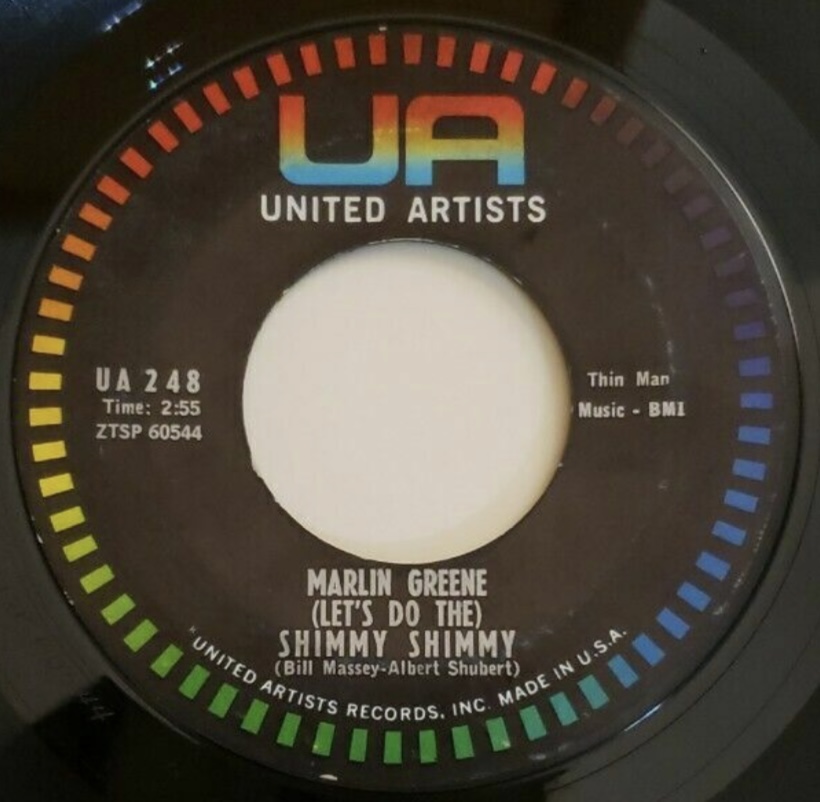 UA
UNITED ARTISTS
UA 248
Time: 2:55
ZTSP 60544
Thin Man
Music - BMI
MARLIN GREENE
(LET'S DO THE)
SHIMMY SHIMMY
(Bill Massey-Albert Shubert)
UNITED ARTISTS RECORDS, INC. MADE IN U.S.A.